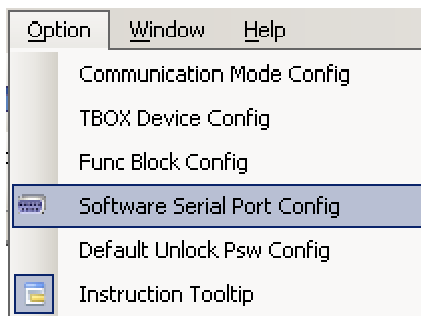 Option Window Help
Communication Mode Config
TBOX Device Config
Func Block Config
Software Serial Port Config
Default Unlock Psw Config
Instruction Tooltip